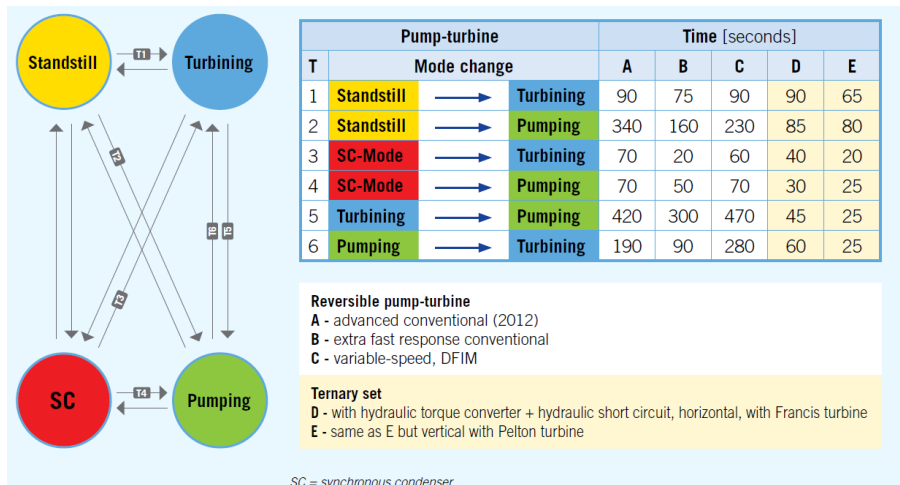 Standstill
T1
Turbining
T2
T3
T6
T5
SC
T4
Pumping
Pump-turbine Time [seconds]
T Mode change A B C D E
1 Standstill Turbining 90 75 90 90 65
2 Standstill Pumping 340 160 230 85 80
3 SC-Mode Turbining 70 20 60 40 20
4 SC-Mode Pumping 70 50 70 30 25
5 Turbining Pumping 420 300 470 45 25
6 Pumping Turbining 190 90 280 60 25
Reversible pump-turbine
A - advanced conventional (2012)
B - extra fast response conventional
C - variable-speed, DFIM
Ternary set
D - with hydraulic torque converter + hydraulic short circuit, horizontal, with Francis turbine
E - same as E but vertical with Pelton turbine
SC = synchronous condenser